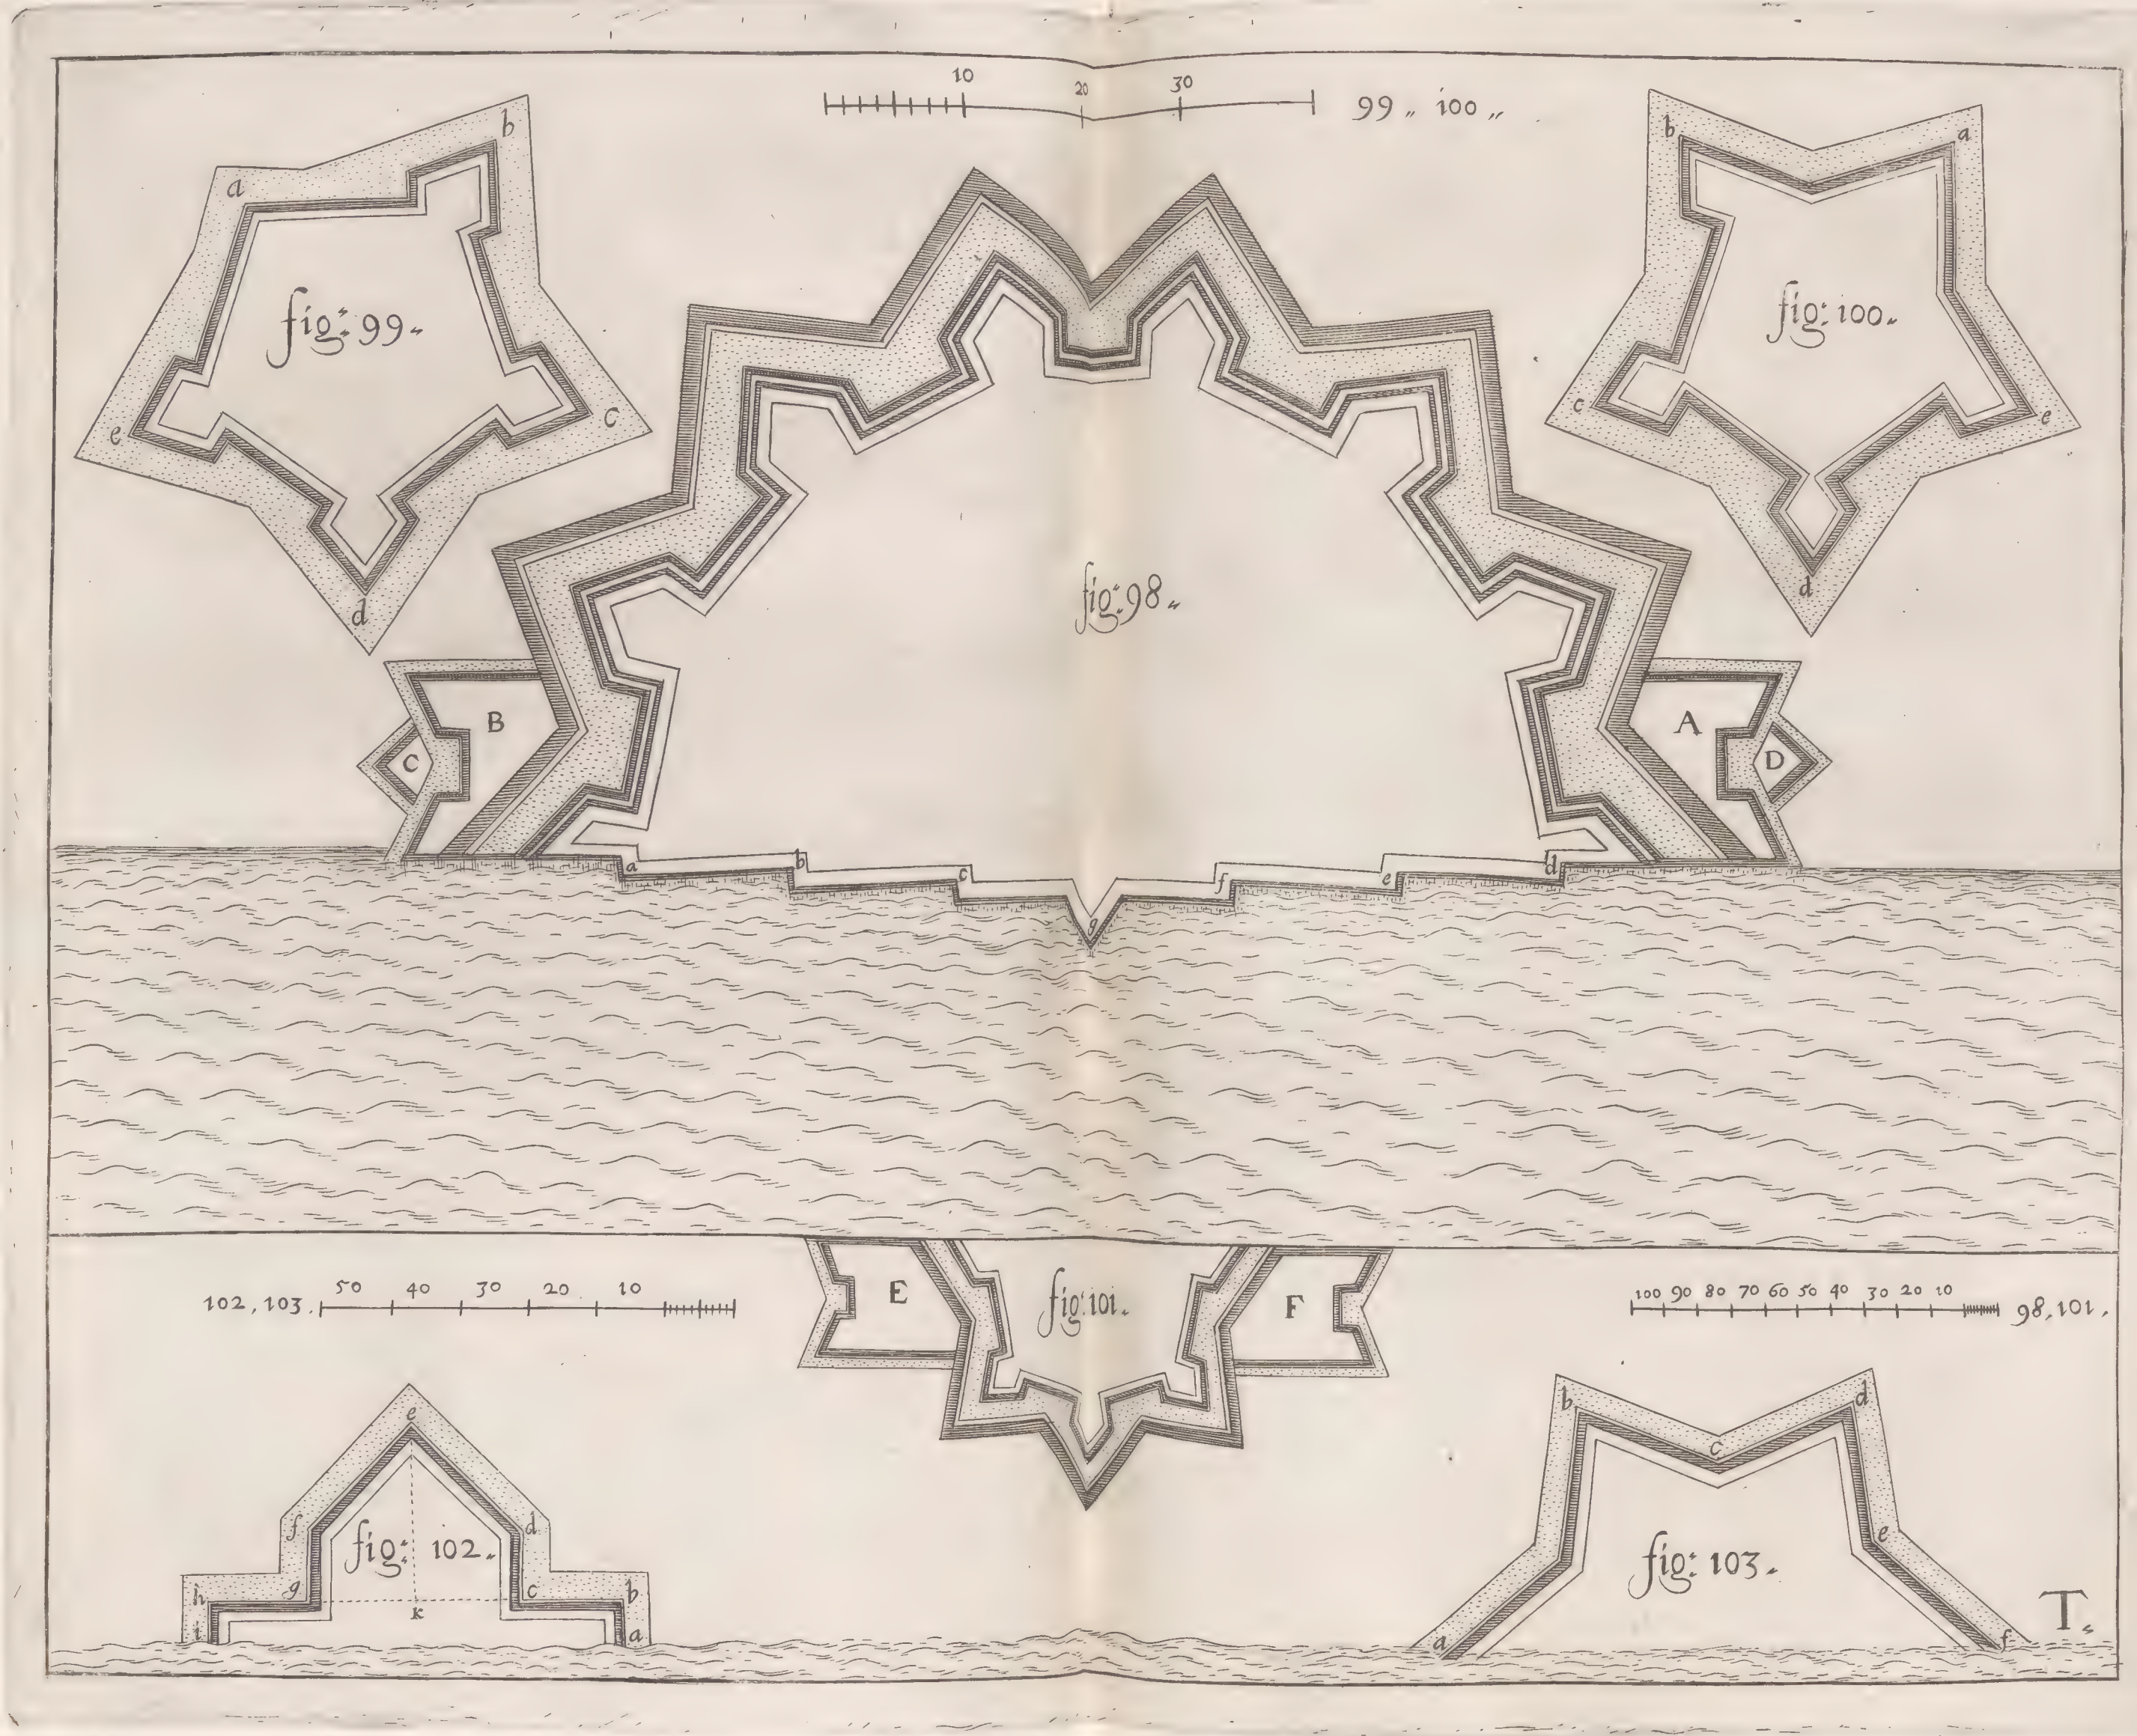 10 20 30 99 „ 100 „
a b
b a
fig: 99 „
fig: 100 „
e c
c e
d
d
fig: 98 „
B
A
C
D
a b c f e d
g
50 40 30 20 10
102, 103.
E
fig: 101.
F
100 90 80 70 60 50 40 30 20 10
98, 101.
e
b d
c
f d
fig: 102 „
e
fig: 103 „
h g c b
k
i a
a f
T „